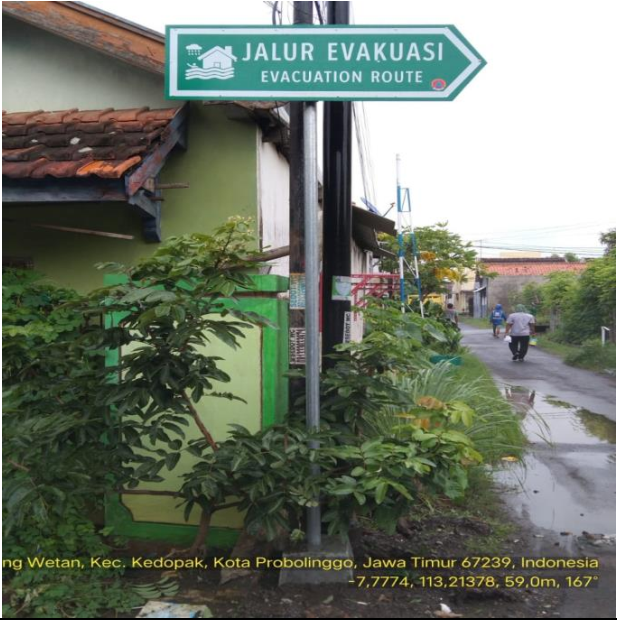 JALUR EVAKUASI
EVACUATION ROUTE
ng Wetan, Kec. Kedopak, Kota Probolinggo, Jawa Timur 67239, Indonesia
-7,7774, 113,21378, 59,0m, 167°